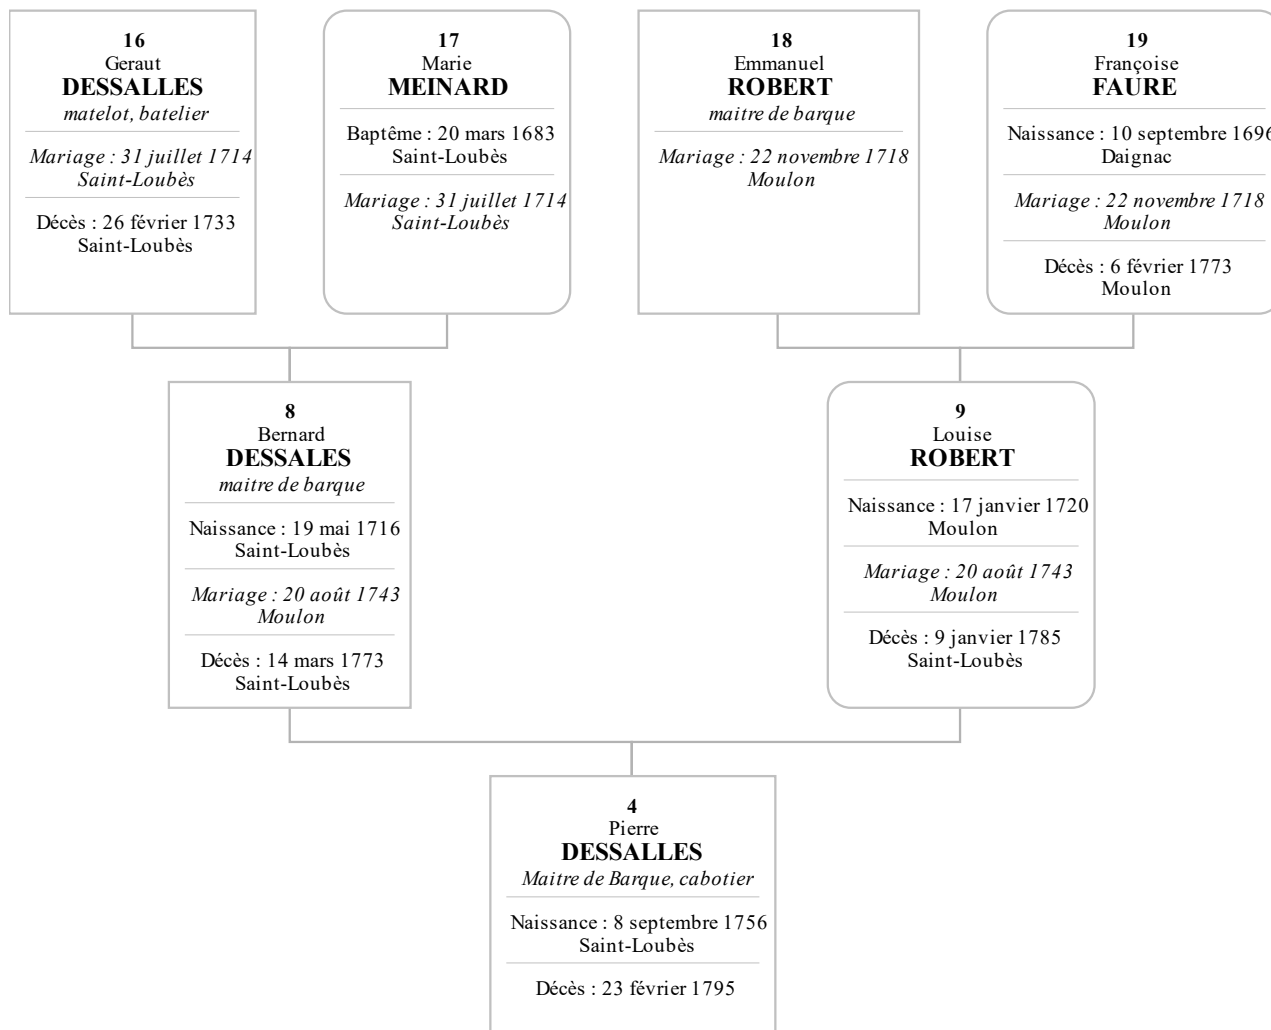 16
Geraut
DESSALLES
matelot, batelier
Mariage : 31 juillet 1714
Saint-Loubès
Décès : 26 février 1733
Saint-Loubès
17
Marie
MEINARD
Baptême : 20 mars 1683
Saint-Loubès
Mariage : 31 juillet 1714
Saint-Loubès
18
Emmanuel
ROBERT
maitre de barque
Mariage : 22 novembre 1718
Moulon
19
Françoise
FAURE
Naissance : 10 septembre 1696
Daignac
Mariage : 22 novembre 1718
Moulon
Décès : 6 février 1773
Moulon
8
Bernard
DESSALES
maitre de barque
Naissance : 19 mai 1716
Saint-Loubès
Mariage : 20 août 1743
Moulon
Décès : 14 mars 1773
Saint-Loubès
9
Louise
ROBERT
Naissance : 17 janvier 1720
Moulon
Mariage : 20 août 1743
Moulon
Décès : 9 janvier 1785
Saint-Loubès
4
Pierre
DESSALLES
Maitre de Barque, cabotier
Naissance : 8 septembre 1756
Saint-Loubès
Décès : 23 février 1795